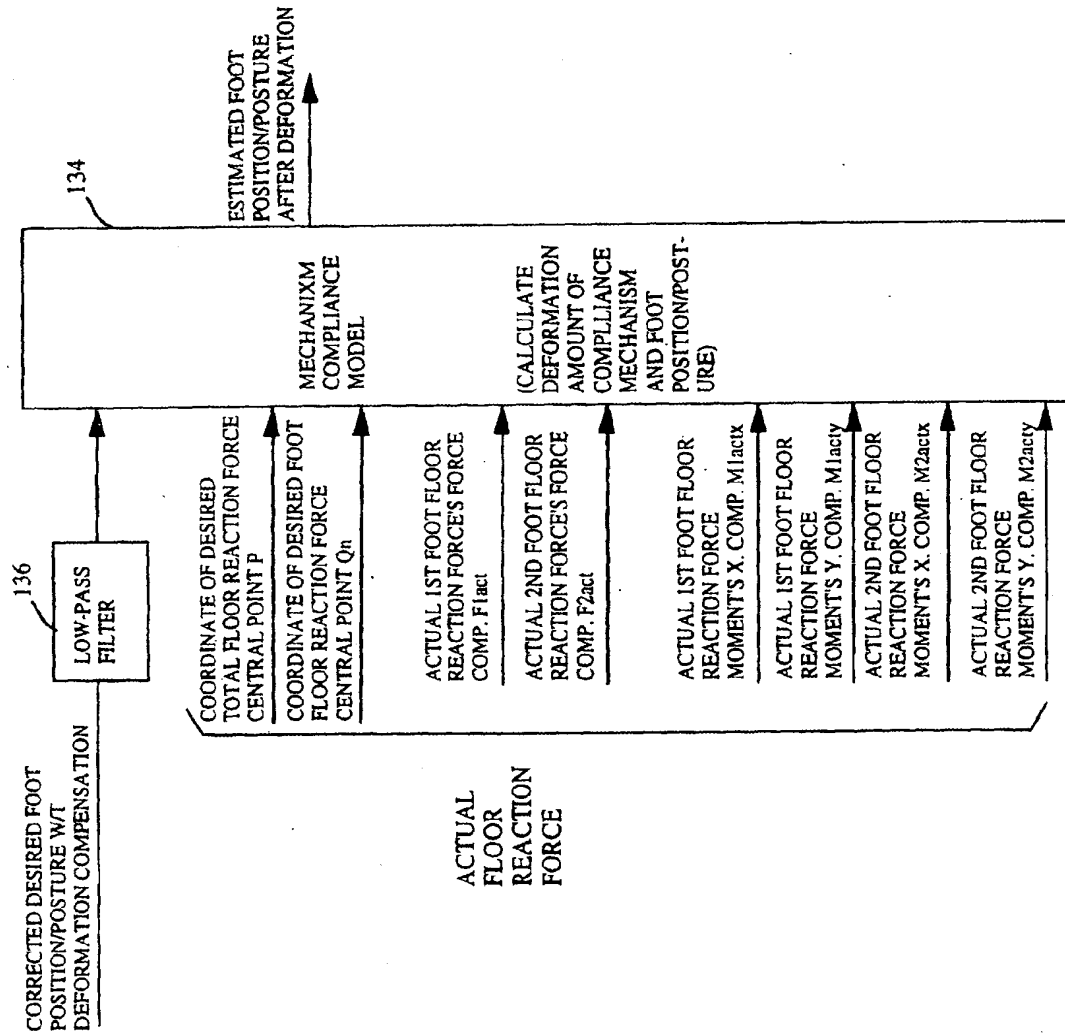 CORRECTED DESIRED FOOT
POSITION/POSTURE W/T
DEFORMATION COMPENSATION
136
LOW-PASS
FILTER
134
ESTIMATED FOOT
POSITION/POSTURE
AFTER DEFORMATION
MECHANIXM
COMPLIANCE
MODEL
(CALCULATE
DEFORMATION
AMOUNT OF
COMPLLIANCE
MECHANISM
AND FOOT
POSITION/POST-
URE)
COORDINATE OF DESIRED
TOTAL FLOOR REACTION FORCE
CENTRAL POINT P
COORDINATE OF DESIRED FOOT
FLOOR REACTION FORCE
CENTRAL POINT Qn
ACTUAL 1ST FOOT FLOOR
REACTION FORCE'S FORCE
COMP. F1act
ACTUAL 2ND FOOT FLOOR
REACTION FORCE'S FORCE
COMP. F2act
ACTUAL 1ST FOOT FLOOR
REACTION FORCE
MOMENT'S X. COMP. M1actx
ACTUAL 1ST FOOT FLOOR
REACTION FORCE
MOMENT'S Y. COMP. M1acty
ACTUAL 2ND FOOT FLOOR
REACTION FORCE
MOMENT'S X. COMP. M2actx
ACTUAL 2ND FOOT FLOOR
REACTION FORCE
MOMENT'S Y. COMP. M2acty
ACTUAL
FLOOR
REACTION
FORCE